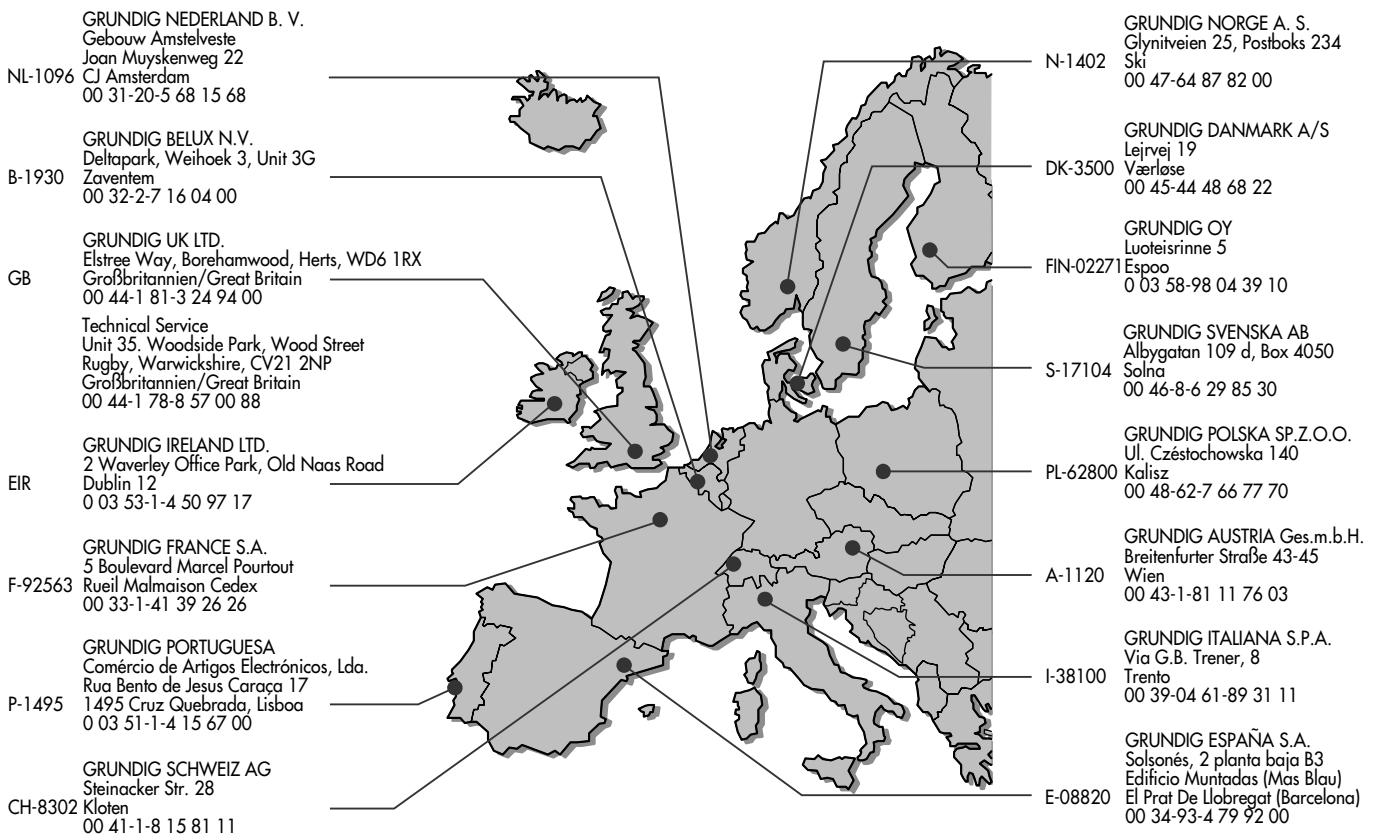 GRUNDIG NEDERLAND B. V.
Gebouw Amstelveste
Joan Muyskenweg 22
NL-1096 CJ Amsterdam
00 31-20-5 68 15 68
GRUNDIG BELUX N.V.
Deltapark, Weihoek 3, Unit 3G
B-1930 Zaventem
00 32-2-7 16 04 00
GRUNDIG UK LTD.
Elstree Way, Borehamwood, Herts, WD6 1RX
GB Großbritannien/Great Britain
00 44-1 81-3 24 94 00
Technical Service
Unit 35. Woodside Park, Wood Street
Rugby, Warwickshire, CV21 2NP
Großbritannien/Great Britain
00 44-1 78-8 57 00 88
GRUNDIG IRELAND LTD.
2 Waverley Office Park, Old Naas Road
EIR Dublin 12
0 03 53-1-4 50 97 17
GRUNDIG FRANCE S.A.
5 Boulevard Marcel Pourtout
F-92563 Rueil Malmaison Cedex
00 33-1-41 39 26 26
GRUNDIG PORTUGUESA
Comércio de Artigos Electrónicos, Lda.
Rua Bento de Jesus Caraça 17
P-1495 1495 Cruz Quebrada, Lisboa
0 03 51-1-4 15 67 00
GRUNDIG SCHWEIZ AG
Steinacker Str. 28
CH-8302 Kloten
00 41-1-8 15 81 11
GRUNDIG NORGE A. S.
Glynitveien 25, Postboks 234
N-1402 Ski
00 47-64 87 82 00
GRUNDIG DANMARK A/S
Lejrvej 19
DK-3500 Værløse
00 45-44 48 68 22
GRUNDIG OY
Luoteisrinne 5
FIN-02271 Espoo
0 03 58-98 04 39 10
GRUNDIG SVENSKA AB
Albygatan 109 d, Box 4050
S-17104 Solna
00 46-8-6 29 85 30
GRUNDIG POLSKA SP.Z.O.O.
Ul. Czéstochowska 140
PL-62800 Kalisz
00 48-62-7 66 77 70
GRUNDIG AUSTRIA Ges.m.b.H.
Breitenfurter Straße 43-45
A-1120 Wien
00 43-1-81 11 76 03
GRUNDIG ITALIANA S.P.A.
Via G.B. Trener, 8
I-38100 Trento
00 39-04 61-89 31 11
GRUNDIG ESPAÑA S.A.
Solsonés, 2 planta baja B3
Edificio Muntadas (Mas Blau)
E-08820 El Prat De Llobregat (Barcelona)
00 34-93-4 79 92 00